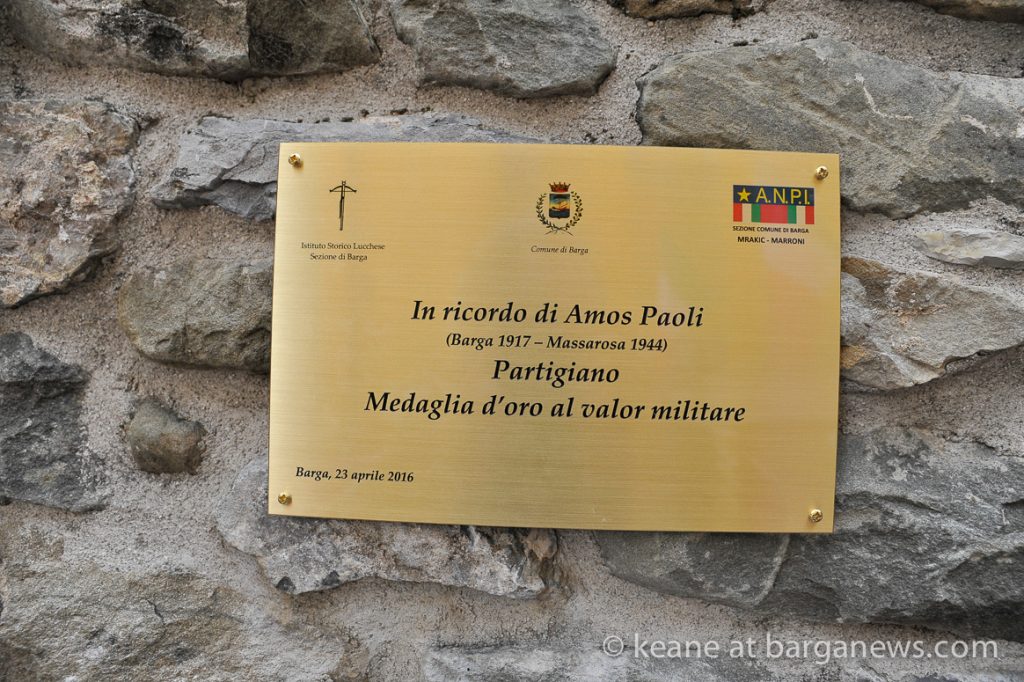 Istituto Storico Lucchese
Sezione di Barga
Comune di Barga
A.N.P.I.
SEZIONE COMUNE DI BARGA
MRAKIC - MARRONI
In ricordo di Amos Paoli
(Barga 1917 – Massarosa 1944)
Partigiano
Medaglia d'oro al valor militare
Barga, 23 aprile 2016
© keane at barganews.com